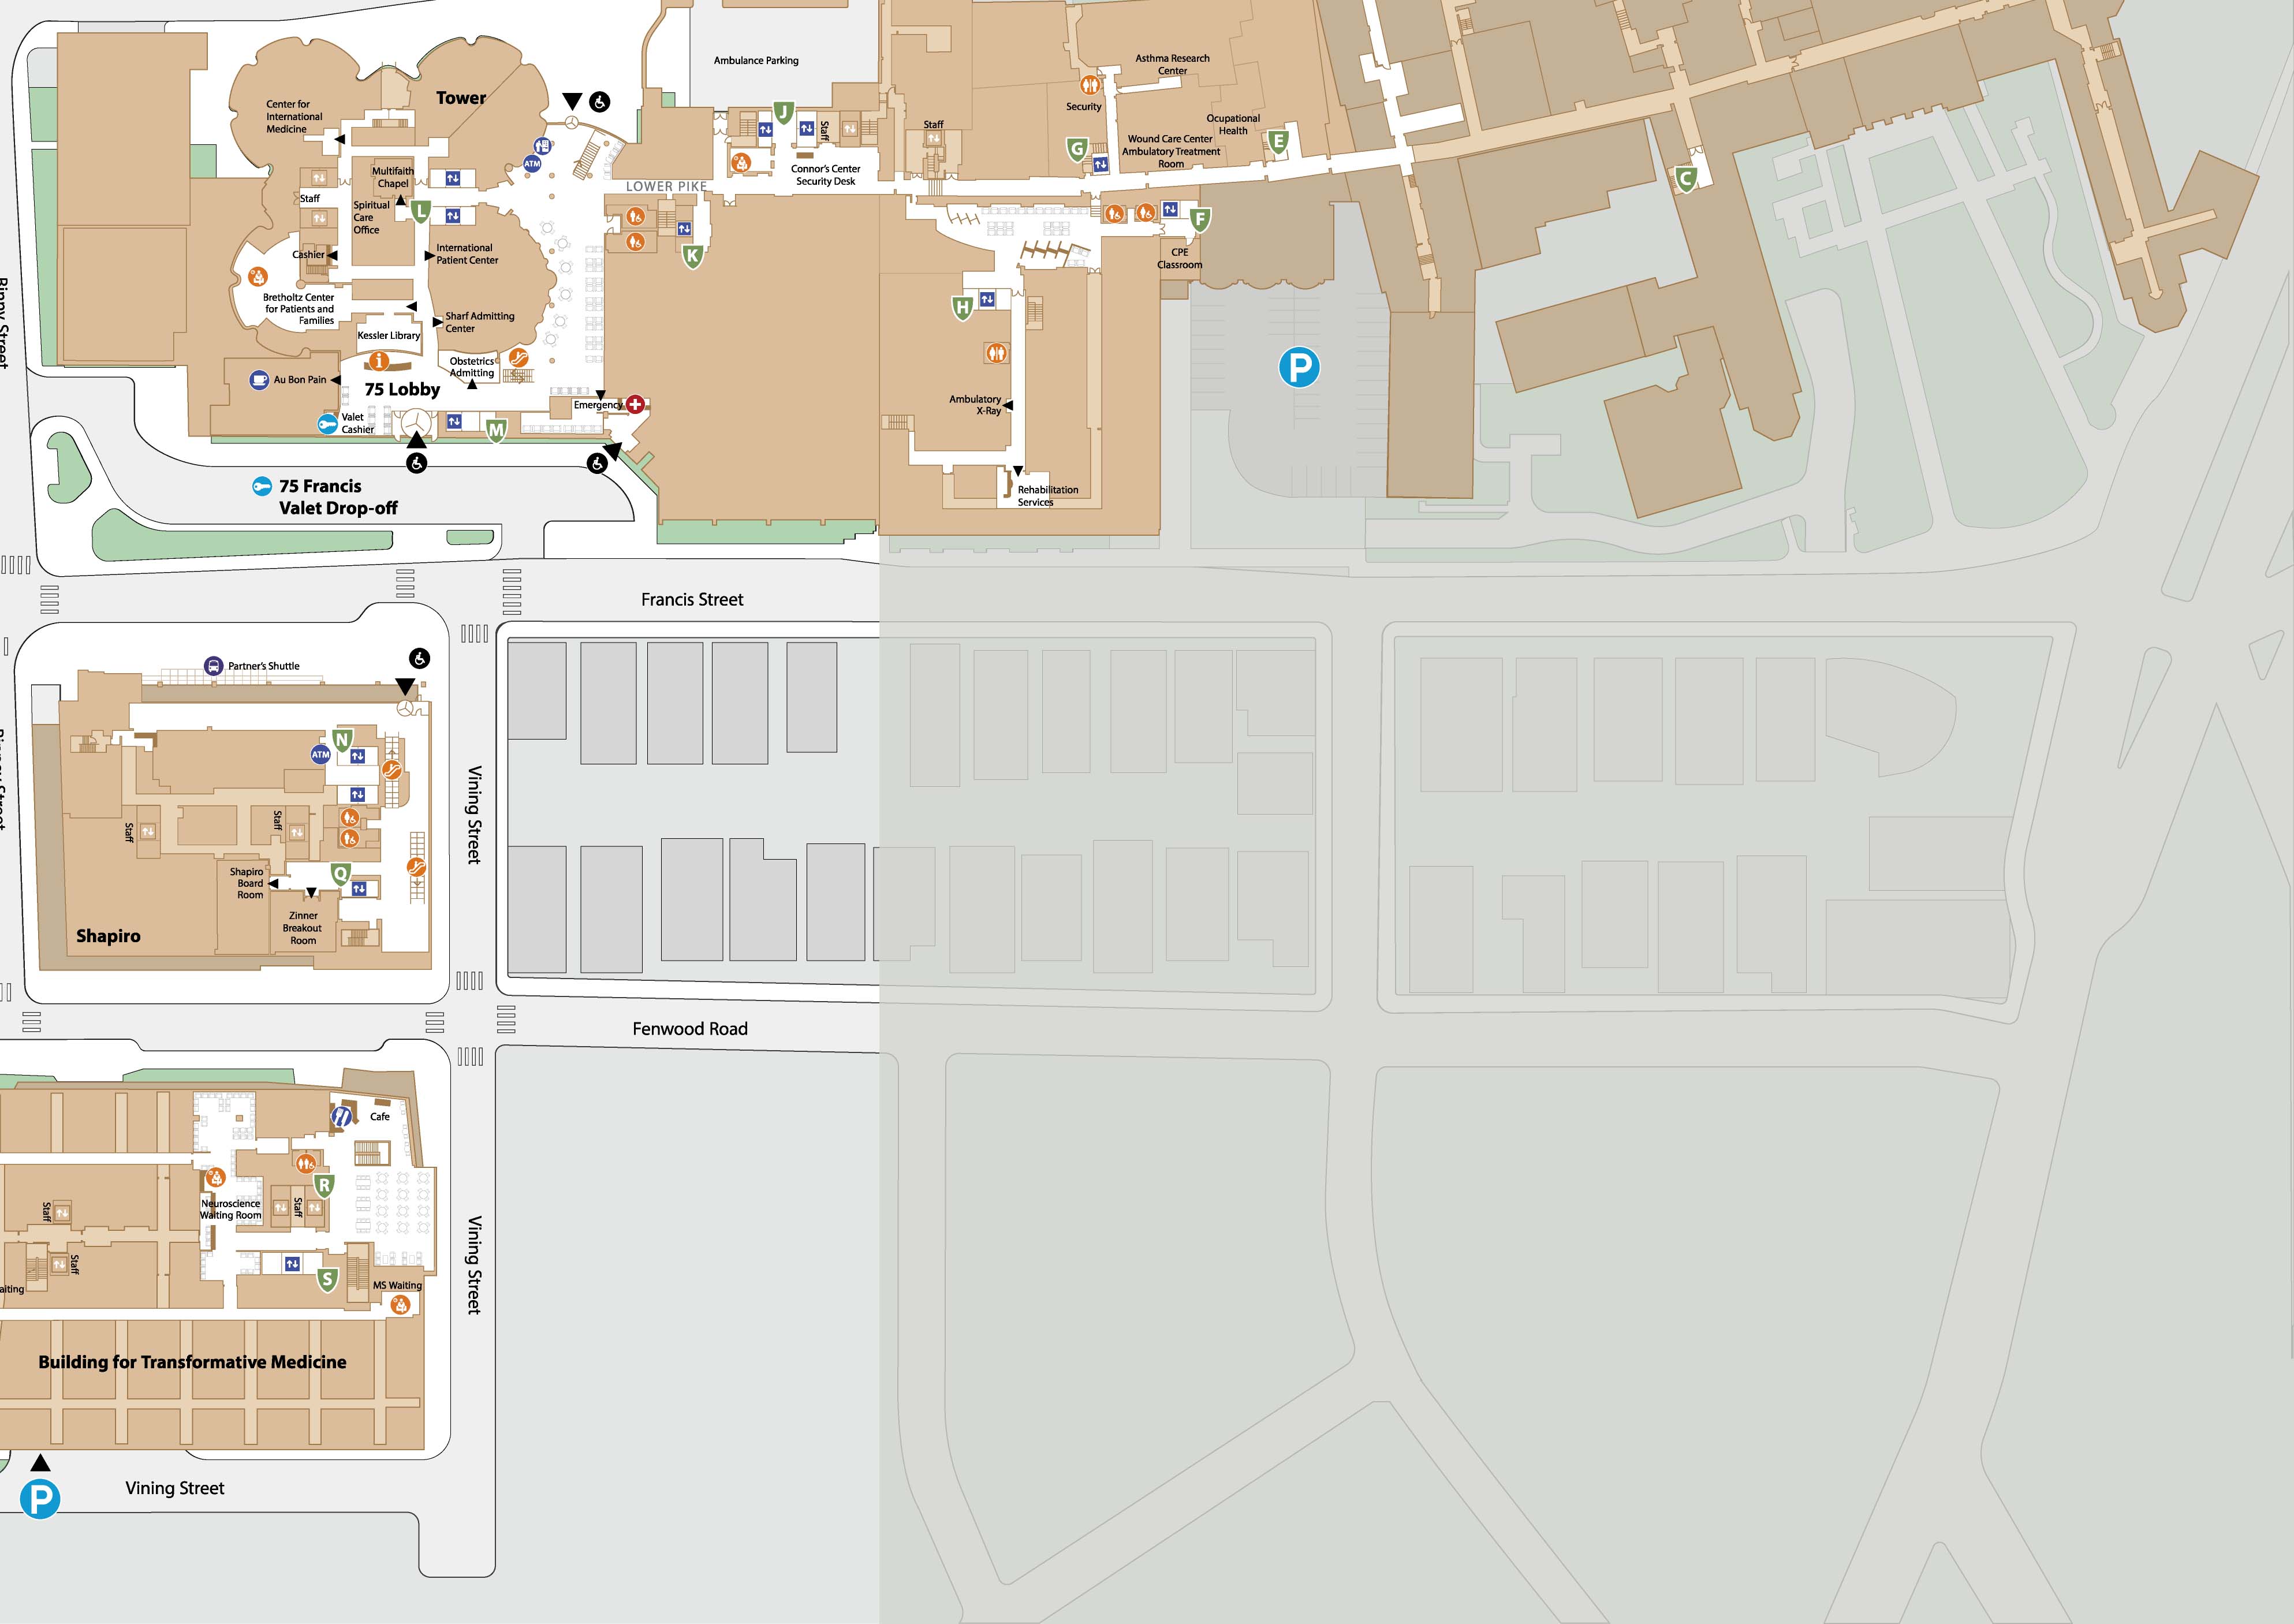 Ambulance Parking
Asthma Research
Center
Tower
Center for
International
Medicine
J
Security
Staff
Staff
Ocupational
Health
G
E
Wound Care Center
Ambulatory Treatment
Room
ATM
Multifaith
Chapel
Connor's Center
Security Desk
C
LOWER PIKE
Staff
Spiritual
Care
Office
L
F
K
International
Patient Center
Cashier
CPE
Classroom
Bretholtz Center
for Patients and
Families
H
Sharf Admitting
Center
Kessler Library
i
Obstetrics
Admitting
P
Au Bon Pain
75 Lobby
Emergency
Ambulatory
X-Ray
Valet
Cashier
M
75 Francis
Valet Drop-off
Rehabilitation
Services
Francis Street
Partner's Shuttle
N
ATM
Vining Street
Staff
Staff
Q
Shapiro
Board
Room
Zinner
Breakout
Room
Shapiro
Fenwood Road
Cafe
R
Neuroscience
Waiting Room
Staff
Staff
Staff
S
MS Waiting
aiting
Vining Street
Building for Transformative Medicine
P
Vining Street